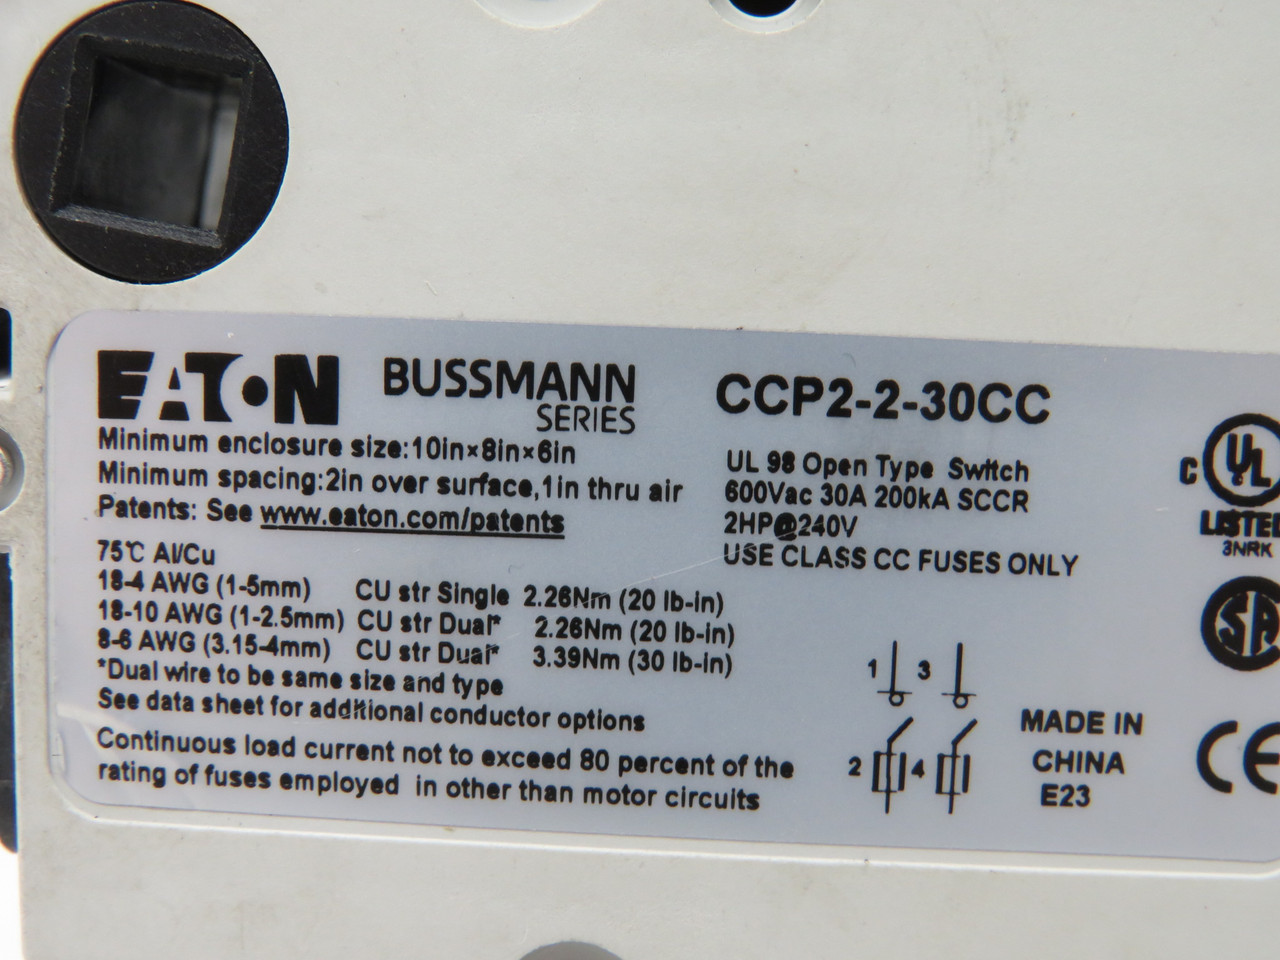 EATON BUSSMANN SERIES
CCP2-2-30CC
Minimum enclosure size:10in×8in×6in
Minimum spacing:2in over surface,1in thru air
Patents: See www.eaton.com/patents
75℃ Al/Cu
18-4 AWG (1-5mm) CU str Single 2.26Nm (20 lb-in)
18-10 AWG (1-2.5mm) CU str Dual* 2.26Nm (20 lb-in)
8-6 AWG (3.15-4mm) CU str Dual* 3.39Nm (30 lb-in)
*Dual wire to be same size and type
See data sheet for additional conductor options
Continuous load current not to exceed 80 percent of the
rating of fuses employed in other than motor circuits
UL 98 Open Type Switch
600Vac 30A 200kA SCCR
2HP@240V
USE CLASS CC FUSES ONLY
1 3
2 4
MADE IN
CHINA
E23
C UL
LISTED
3NRK
SA
CE